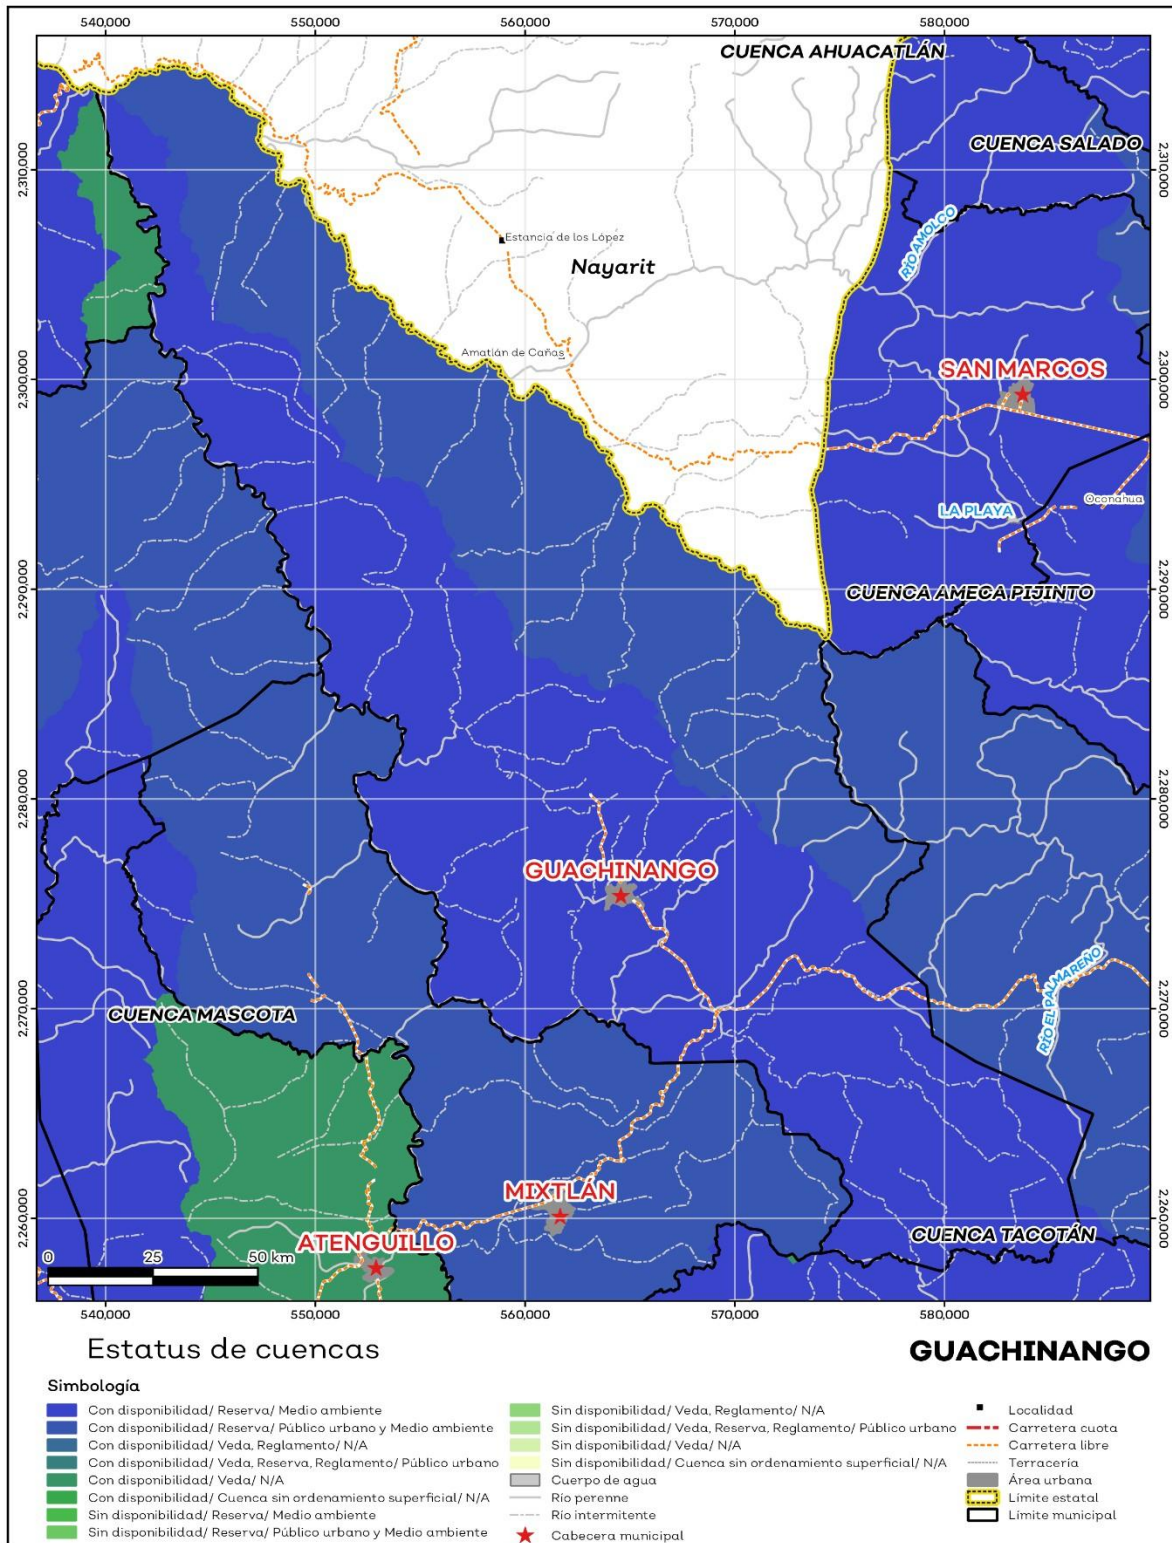 540,000
550,000
560,000
570,000
580,000
CUENCA AHUACATLÁN
CUENCA SALADO
2,310,000
2,310,000
RÍO AMOLCO
Estancia de los López
Nayarit
Amatlán de Cañas
2,300,000
SAN MARCOS
2,300,000
Oconahua
LA PLAYA
2,290,000
CUENCA AMECA PIJINTO
2,290,000
2,280,000
2,280,000
GUACHINANGO
RÍO EL PALMAREÑO
2,270,000
CUENCA MASCOTA
2,270,000
MIXTLÁN
2,260,000
ATENGUILLO
CUENCA TACOTÁN
2,260,000
0
25
50 km
540,000
550,000
560,000
570,000
580,000
Estatus de cuencas
GUACHINANGO
Simbología
Con disponibilidad/ Reserva/ Medio ambiente
Con disponibilidad/ Reserva/ Público urbano y Medio ambiente
Con disponibilidad/ Veda, Reglamento/ N/A
Con disponibilidad/ Veda, Reserva, Reglamento/ Público urbano
Con disponibilidad/ Veda/ N/A
Con disponibilidad/ Cuenca sin ordenamiento superficial/ N/A
Sin disponibilidad/ Reserva/ Medio ambiente
Sin disponibilidad/ Reserva/ Público urbano y Medio ambiente
Sin disponibilidad/ Veda, Reglamento/ N/A
Sin disponibilidad/ Veda, Reserva, Reglamento/ Público urbano
Sin disponibilidad/ Veda/ N/A
Sin disponibilidad/ Cuenca sin ordenamiento superficial/ N/A
Cuerpo de agua
Río perenne
Río intermitente
Cabecera municipal
Localidad
Carretera cuota
Carretera libre
Terracería
Área urbana
Límite estatal
Límite municipal